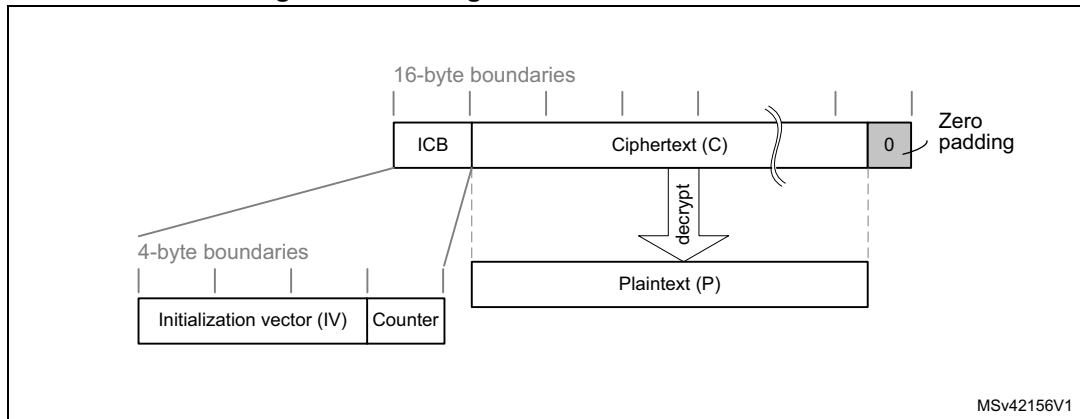 16-byte boundaries
ICB
Ciphertext (C)
0
Zero
padding
decrypt
4-byte boundaries
Plaintext (P)
Initialization vector (IV)
Counter
MSv42156V1